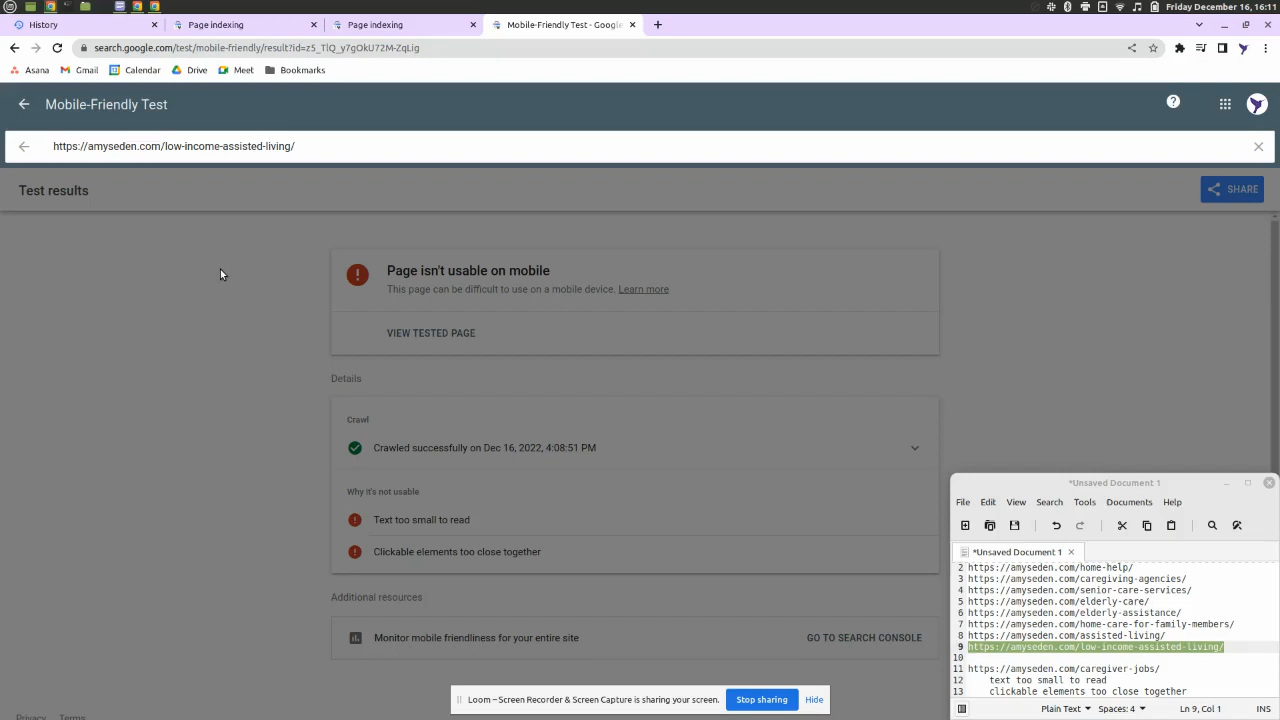 Friday December 16, 16:11
History
Page indexing
Page indexing
Mobile-Friendly Test - Google
search.google.com/test/mobile-friendly/result?id=z5_TlQ_y7gOkU72M-ZqLig
Asana
Gmail
Calendar
Drive
Meet
Bookmarks
Mobile-Friendly Test
https://amyseden.com/low-income-assisted-living/
Test results
SHARE
Page isn't usable on mobile
This page can be difficult to use on a mobile device. Learn more
VIEW TESTED PAGE
Details
Crawl
Crawled successfully on Dec 16, 2022, 4:08:51 PM
Why it's not usable
Text too small to read
Clickable elements too close together
Additional resources
Monitor mobile friendliness for your entire site
GO TO SEARCH CONSOLE
Privacy Terms
Loom – Screen Recorder & Screen Capture is sharing your screen.
Stop sharing
Hide
*Unsaved Document 1
File Edit View Search Tools Documents Help
*Unsaved Document 1
2 https://amyseden.com/home-help/
3 https://amyseden.com/caregiving-agencies/
4 https://amyseden.com/senior-care-services/
5 https://amyseden.com/elderly-care/
6 https://amyseden.com/elderly-assistance/
7 https://amyseden.com/home-care-for-family-members/
8 https://amyseden.com/assisted-living/
9 https://amyseden.com/low-income-assisted-living/
10
11 https://amyseden.com/caregiver-jobs/
12 text too small to read
13 clickable elements too close together
Plain Text Spaces: 4 Ln 9, Col 1 INS